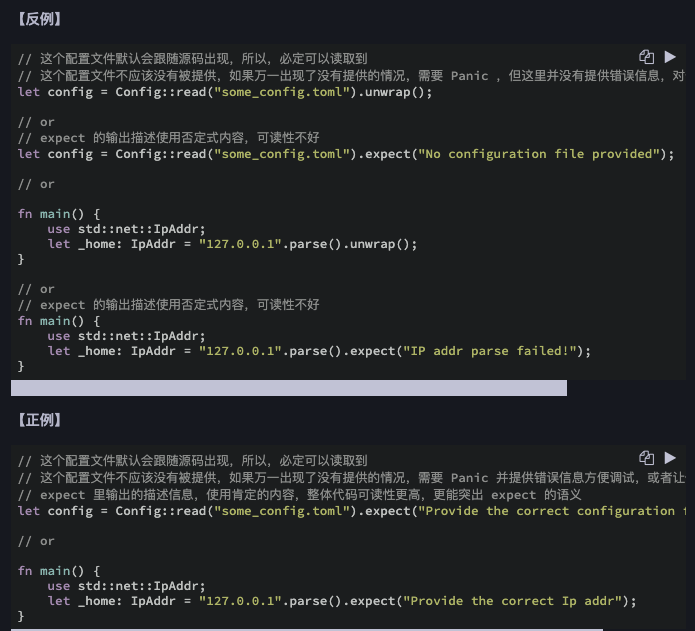 【反例】
// 这个配置文件默认会跟随源码出现，所以，必定可以读取到
// 这个配置文件不应该没有被提供，如果万一出现了没有提供的情况，需要 Panic ，但这里并没有提供错误信息，对
let config = Config::read("some_config.toml").unwrap();
// or
// expect 的输出描述使用否定式内容，可读性不好
let config = Config::read("some_config.toml").expect("No configuration file provided");
// or
fn main() {
    use std::net::IpAddr;
    let _home: IpAddr = "127.0.0.1".parse().unwrap();
}
// or
// expect 的输出描述使用否定式内容，可读性不好
fn main() {
    use std::net::IpAddr;
    let _home: IpAddr = "127.0.0.1".parse().expect("IP addr parse failed!");
}
【正例】
// 这个配置文件默认会跟随源码出现，所以，必定可以读取到
// 这个配置文件不应该没有被提供，如果万一出现了没有提供的情况，需要 Panic 并提供错误信息方便调试，或者让
// expect 里输出的描述信息，使用肯定的内容，整体代码可读性更高，更能突出 expect 的语义
let config = Config::read("some_config.toml").expect("Provide the correct configuration f
// or
fn main() {
    use std::net::IpAddr;
    let _home: IpAddr = "127.0.0.1".parse().expect("Provide the correct Ip addr");
}